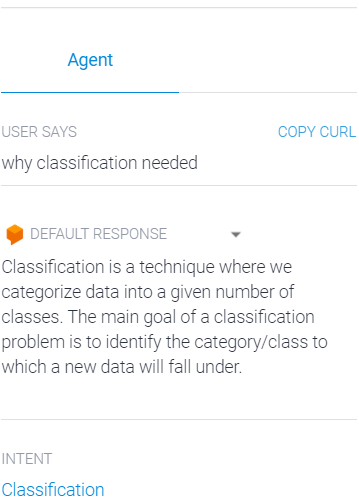 Agent
USER SAYS COPY CURL
why classification needed
DEFAULT RESPONSE
Classification is a technique where we
categorize data into a given number of
classes. The main goal of a classification
problem is to identify the category/class to
which a new data will fall under.
INTENT
Classification